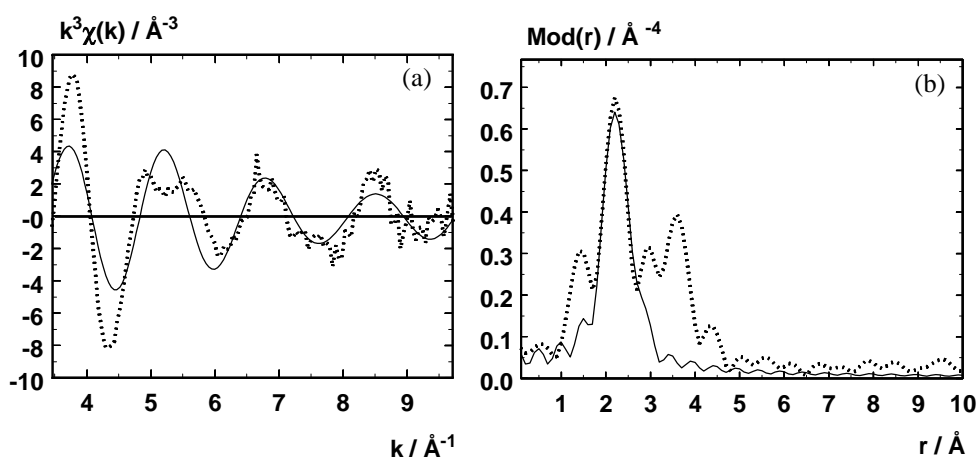 k³χ(k) / Å⁻³
(a)
10
8
6
4
2
-0
-2
-4
-6
-8
-10
4 5 6 7 8 9
k / Å⁻¹
Mod(r) / Å ⁻⁴
(b)
0.7
0.6
0.5
0.4
0.3
0.2
0.1
0.0
1 2 3 4 5 6 7 8 9 10
r / Å